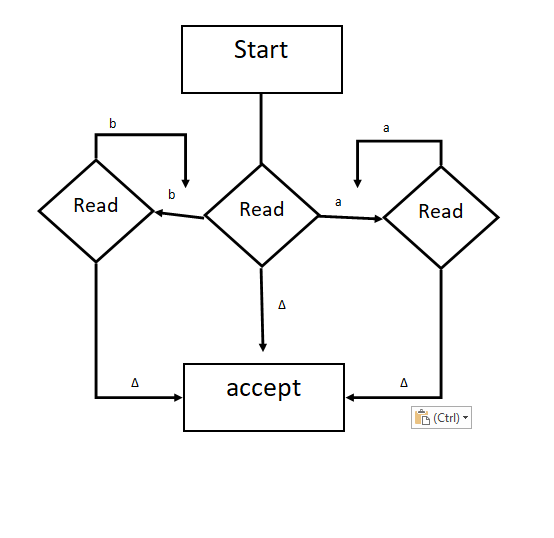 Start
b
a
b
Read
Read
a
Read
Δ
accept
Δ
Δ
(Ctrl)